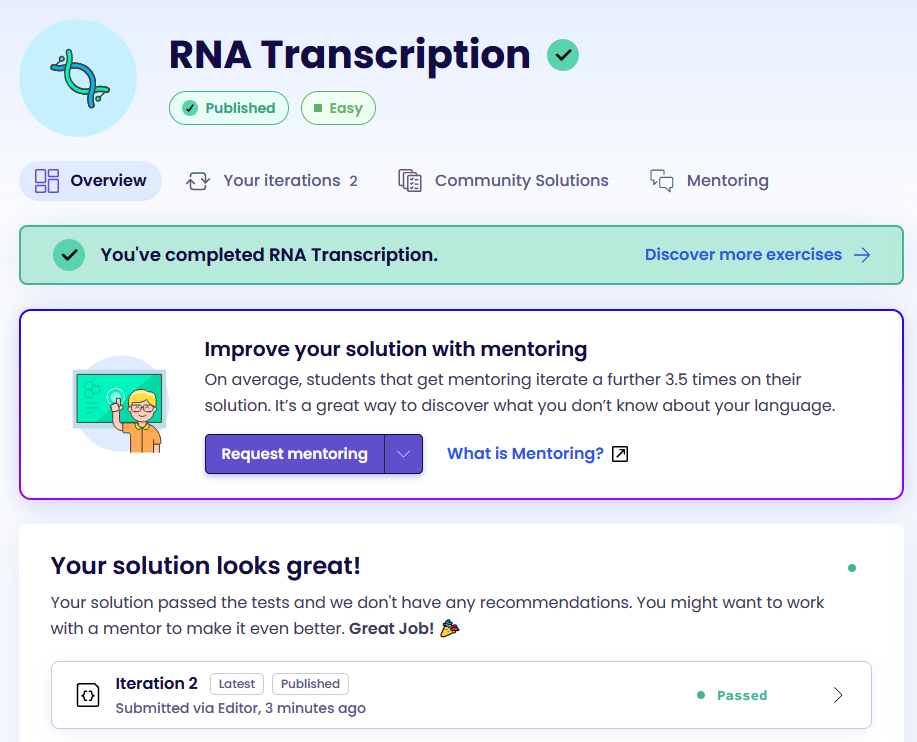 RNA Transcription
Published
Easy
Overview
Your iterations 2
Community Solutions
Mentoring
You've completed RNA Transcription.
Discover more exercises
Improve your solution with mentoring
On average, students that get mentoring iterate a further 3.5 times on their
solution. It’s a great way to discover what you don’t know about your language.
Request mentoring
What is Mentoring?
Your solution looks great!
Your solution passed the tests and we don't have any recommendations. You might want to work
with a mentor to make it even better. Great Job! 🎉
Iteration 2
Latest
Published
Submitted via Editor, 3 minutes ago
Passed